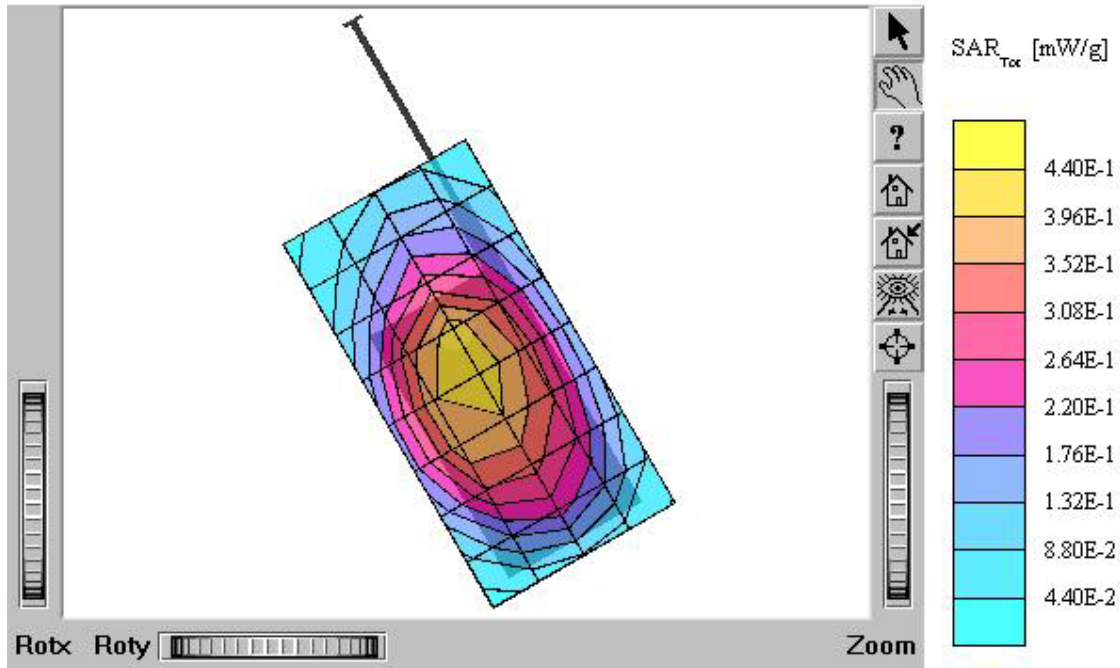 SAR_Tot [mW/g]
?
4.40E-1
3.96E-1
3.52E-1
3.08E-1
2.64E-1
2.20E-1
1.76E-1
1.32E-1
8.80E-2
4.40E-2
Rotx Roty Zoom